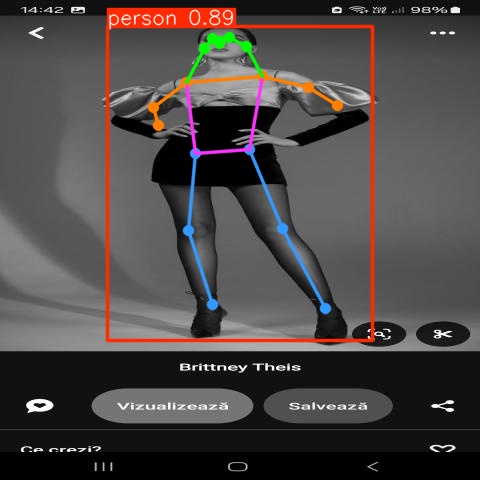 14:42
98%
person 0.89
Brittney Theis
Vizualizează
Salvează
Ce crezi?